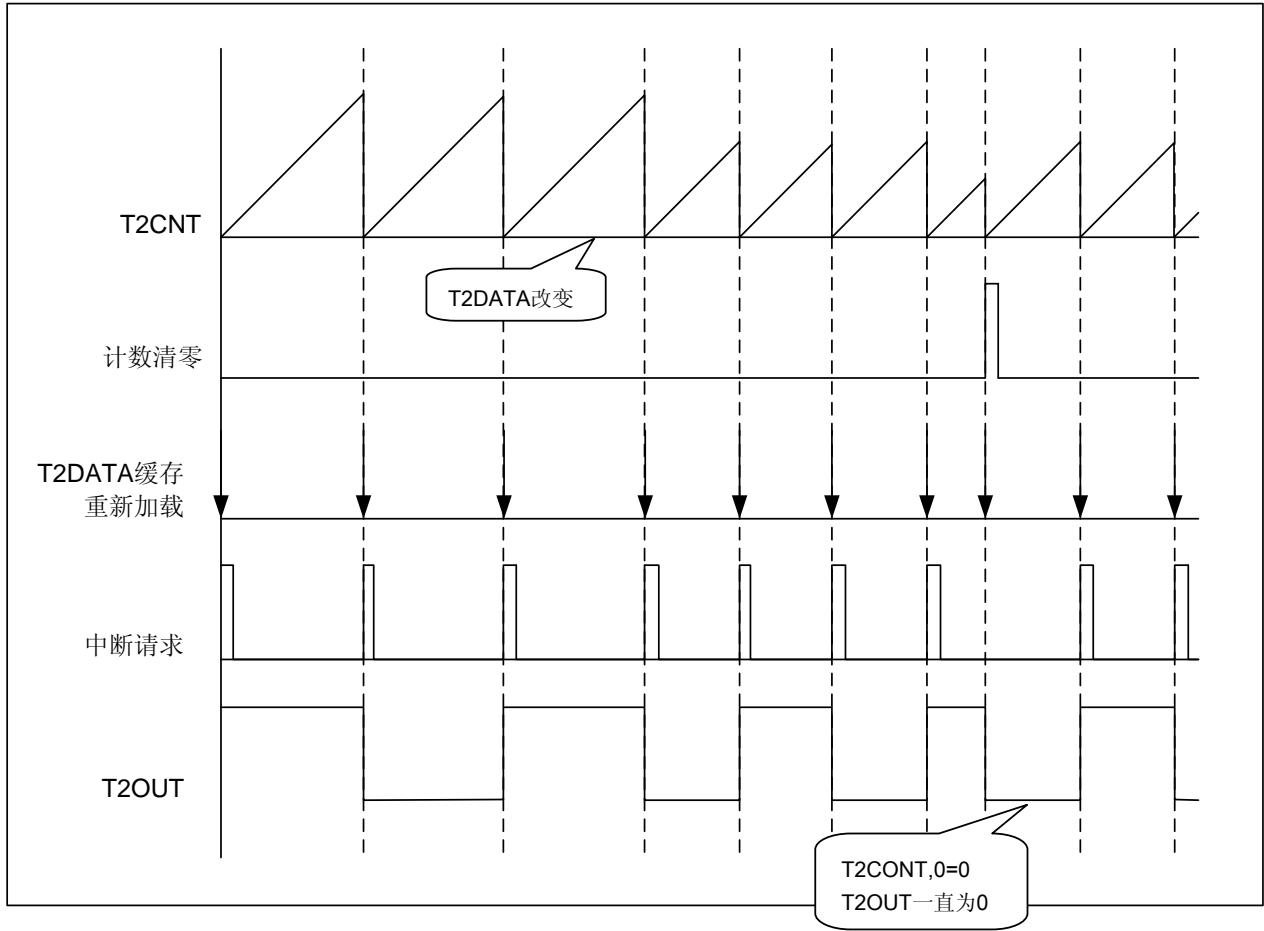 T2CNT
T2DATA改变
计数清零
T2DATA缓存
重新加载
中断请求
T2OUT
T2CONT,0=0
T2OUT一直为0